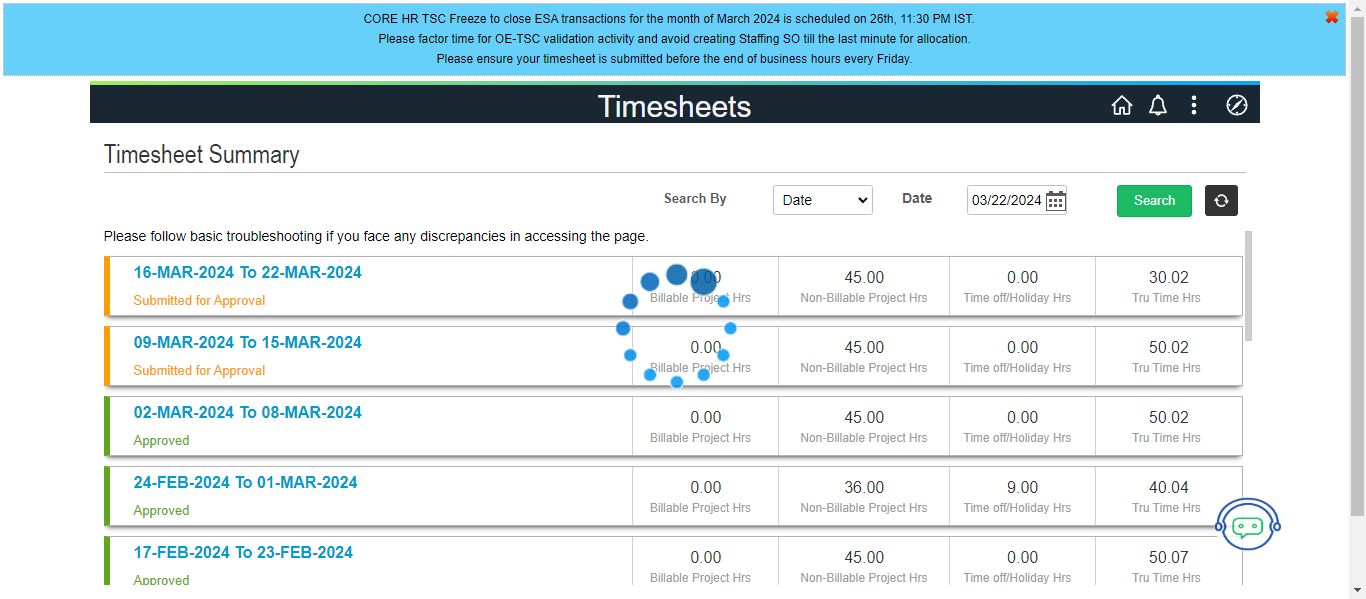 CORE HR TSC Freeze to close ESA transactions for the month of March 2024 is scheduled on 26th, 11:30 PM IST.
Please factor time for OE-TSC validation activity and avoid creating Staffing SO till the last minute for allocation.
Please ensure your timesheet is submitted before the end of business hours every Friday.
Timesheets
Timesheet Summary
Search By Date Date 03/22/2024 Search
Please follow basic troubleshooting if you face any discrepancies in accessing the page.
16-MAR-2024 To 22-MAR-2024 0.00 45.00 0.00 30.02
Submitted for Approval Billable Project Hrs Non-Billable Project Hrs Time off/Holiday Hrs Tru Time Hrs
09-MAR-2024 To 15-MAR-2024 0.00 45.00 0.00 50.02
Submitted for Approval Billable Project Hrs Non-Billable Project Hrs Time off/Holiday Hrs Tru Time Hrs
02-MAR-2024 To 08-MAR-2024 0.00 45.00 0.00 50.02
Approved Billable Project Hrs Non-Billable Project Hrs Time off/Holiday Hrs Tru Time Hrs
24-FEB-2024 To 01-MAR-2024 0.00 36.00 9.00 40.04
Approved Billable Project Hrs Non-Billable Project Hrs Time off/Holiday Hrs Tru Time Hrs
17-FEB-2024 To 23-FEB-2024 0.00 45.00 0.00 50.07
Approved Billable Project Hrs Non-Billable Project Hrs Time off/Holiday Hrs Tru Time Hrs